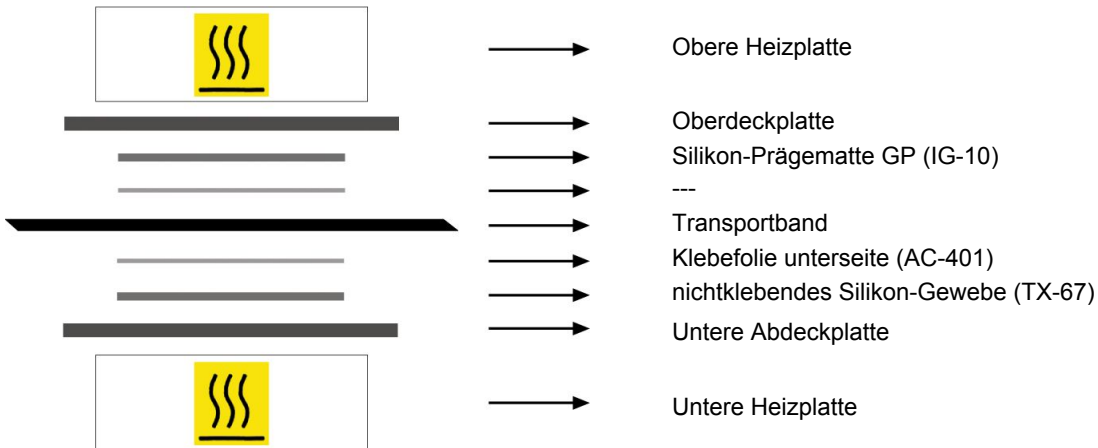 Obere Heizplatte
Oberdeckplatte
Silikon-Prägematte GP (IG-10)
---
Transportband
Klebefolie unterseite (AC-401)
nichtklebendes Silikon-Gewebe (TX-67)
Untere Abdeckplatte
Untere Heizplatte